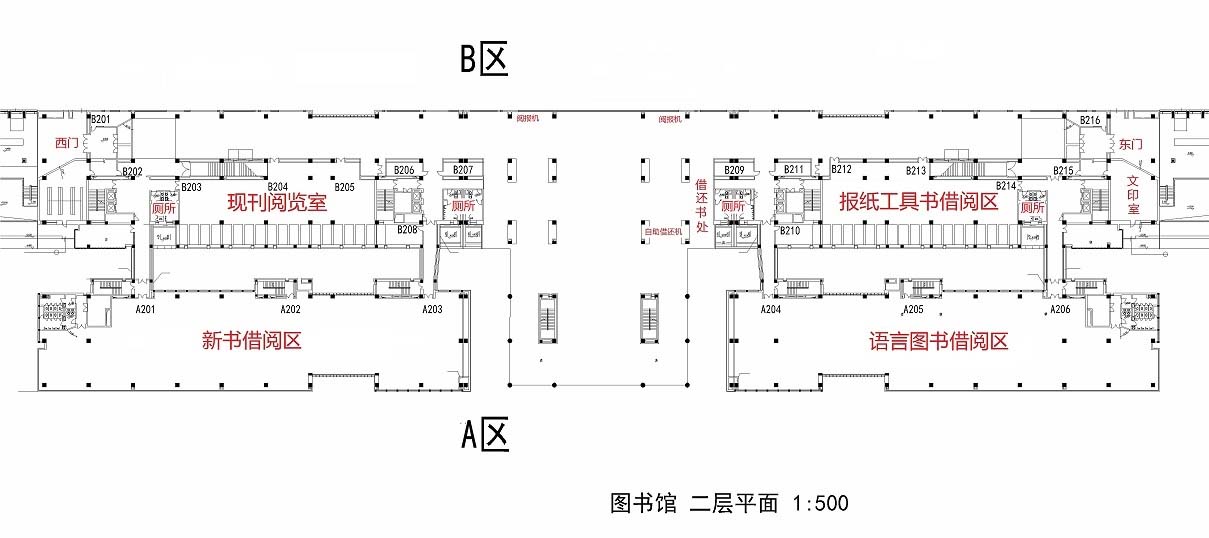 B区
阅报机
阅报机
B201
B216
西门
东门
B202
B203
B204
B205
B206
B207
B209
B211
B212
B213
B214
B215
厕所
现刊阅览室
厕所
借还书处
厕所
报纸工具书借阅区
厕所
文印室
B208
自助借还机
B210
A201
A202
A203
A204
A205
A206
新书借阅区
语言图书借阅区
A区
图书馆 二层平面 1:500